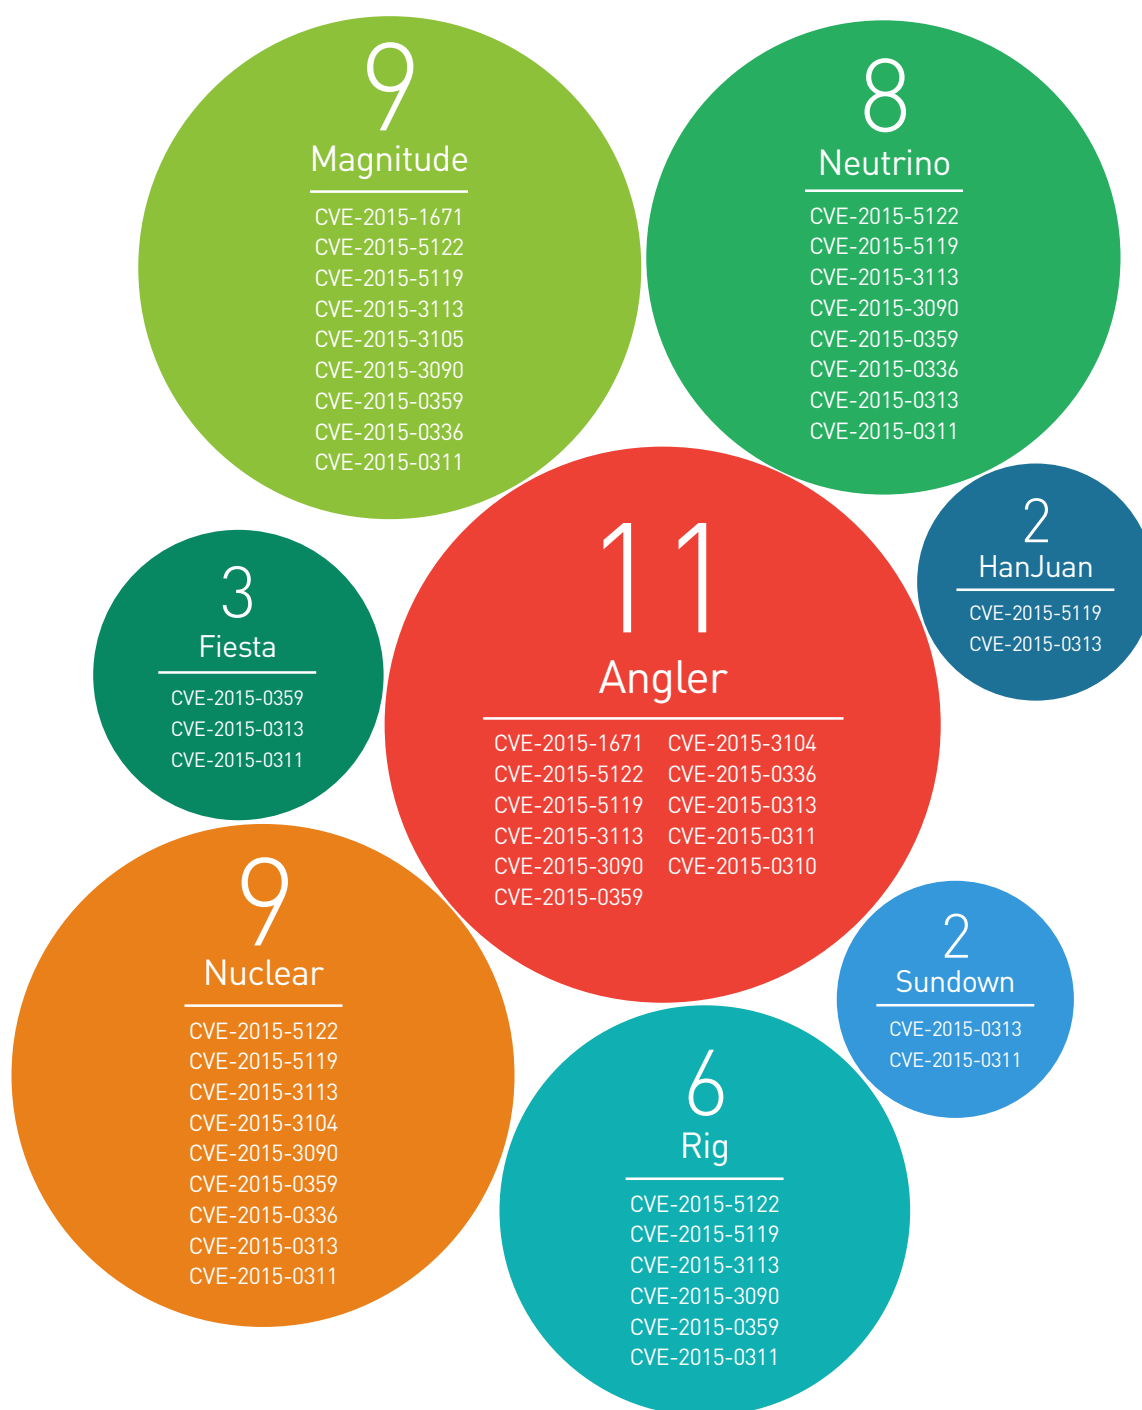 9
Magnitude
CVE-2015-1671
CVE-2015-5122
CVE-2015-5119
CVE-2015-3113
CVE-2015-3105
CVE-2015-3090
CVE-2015-0359
CVE-2015-0336
CVE-2015-0311
8
Neutrino
CVE-2015-5122
CVE-2015-5119
CVE-2015-3113
CVE-2015-3090
CVE-2015-0359
CVE-2015-0336
CVE-2015-0313
CVE-2015-0311
2
HanJuan
CVE-2015-5119
CVE-2015-0313
3
Fiesta
CVE-2015-0359
CVE-2015-0313
CVE-2015-0311
11
Angler
CVE-2015-1671 CVE-2015-3104
CVE-2015-5122 CVE-2015-0336
CVE-2015-5119 CVE-2015-0313
CVE-2015-3113 CVE-2015-0311
CVE-2015-3090 CVE-2015-0310
CVE-2015-0359
9
Nuclear
CVE-2015-5122
CVE-2015-5119
CVE-2015-3113
CVE-2015-3104
CVE-2015-3090
CVE-2015-0359
CVE-2015-0336
CVE-2015-0313
CVE-2015-0311
2
Sundown
CVE-2015-0313
CVE-2015-0311
6
Rig
CVE-2015-5122
CVE-2015-5119
CVE-2015-3113
CVE-2015-3090
CVE-2015-0359
CVE-2015-0311